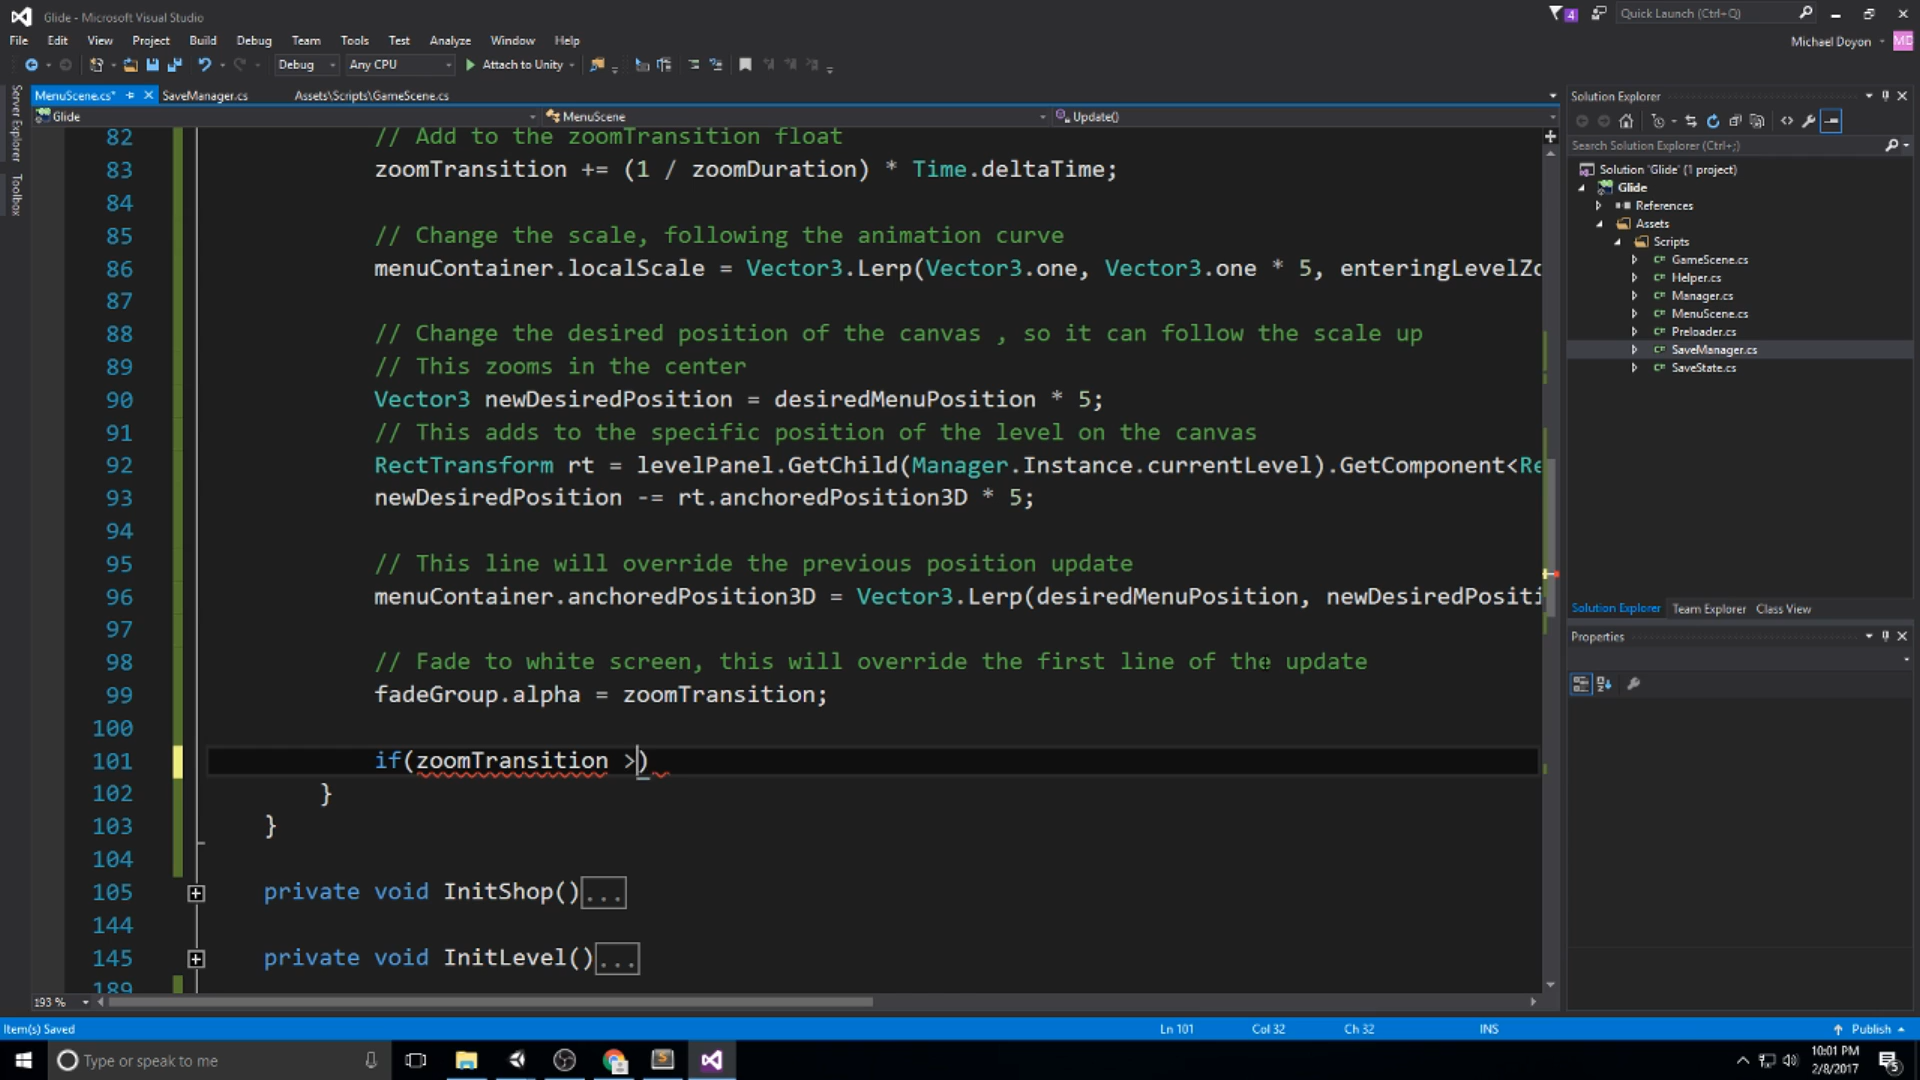 Glide - Microsoft Visual Studio
4
Quick Launch (Ctrl+Q)
File Edit View Project Build Debug Team Tools Test Analyze Window Help
Michael Doyon
MD
Debug Any CPU Attach to Unity
MenuScene.cs* SaveManager.cs Assets\Scripts\GameScene.cs
Glide MenuScene Update()
Server Explorer
Toolbox
82 // Add to the zoomTransition float
83 zoomTransition += (1 / zoomDuration) * Time.deltaTime;
84
85 // Change the scale, following the animation curve
86 menuContainer.localScale = Vector3.Lerp(Vector3.one, Vector3.one * 5, enteringLevelZo
87
88 // Change the desired position of the canvas , so it can follow the scale up
89 // This zooms in the center
90 Vector3 newDesiredPosition = desiredMenuPosition * 5;
91 // This adds to the specific position of the level on the canvas
92 RectTransform rt = levelPanel.GetChild(Manager.Instance.currentLevel).GetComponent<Re
93 newDesiredPosition -= rt.anchoredPosition3D * 5;
94
95 // This line will override the previous position update
96 menuContainer.anchoredPosition3D = Vector3.Lerp(desiredMenuPosition, newDesiredPositi
97
98 // Fade to white screen, this will override the first line of the update
99 fadeGroup.alpha = zoomTransition;
100
101 if(zoomTransition >)
102 }
103 }
104
105 private void InitShop()...
144
145 private void InitLevel()...
189
193 %
Solution Explorer
Search Solution Explorer (Ctrl+;)
Solution 'Glide' (1 project)
Glide
References
Assets
Scripts
GameScene.cs
Helper.cs
Manager.cs
MenuScene.cs
Preloader.cs
SaveManager.cs
SaveState.cs
Solution Explorer Team Explorer Class View
Properties
Item(s) Saved Ln 101 Col 32 Ch 32 INS Publish
Type or speak to me
10:01 PM
2/8/2017
5